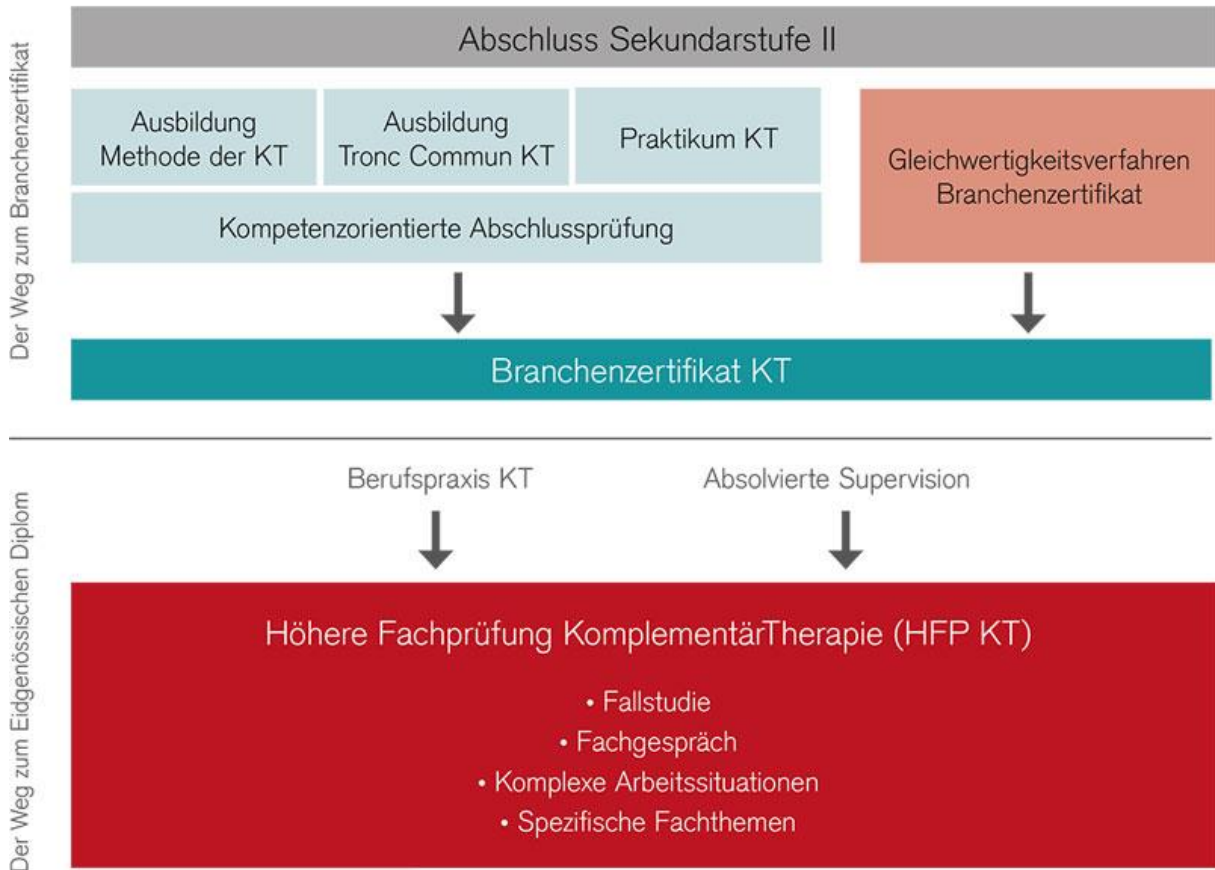 Der Weg zum Branchenzertifikat
Abschluss Sekundarstufe II
Ausbildung
Methode der KT
Ausbildung
Tronc Commun KT
Praktikum KT
Kompetenzorientierte Abschlussprüfung
Gleichwertigkeitsverfahren
Branchenzertifikat
Branchenzertifikat KT
Der Weg zum Eidgenössischen Diplom
Berufspraxis KT
Absolvierte Supervision
Höhere Fachprüfung KomplementärTherapie (HFP KT)
• Fallstudie
• Fachgespräch
• Komplexe Arbeitssituationen
• Spezifische Fachthemen